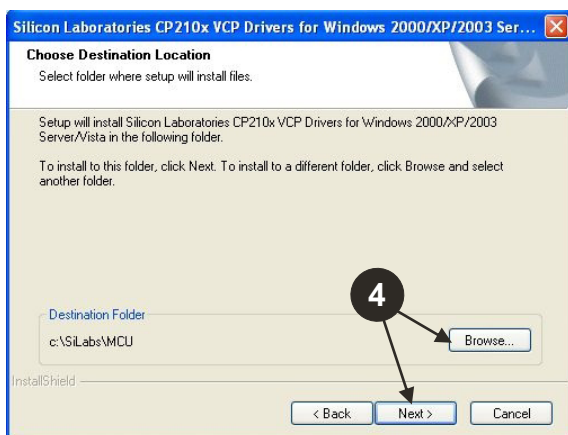 Silicon Laboratories CP210x VCP Drivers for Windows 2000/XP/2003 Ser...
Choose Destination Location
Select folder where setup will install files.
Setup will install Silicon Laboratories CP210x VCP Drivers for Windows 2000/XP/2003
Server/Vista in the following folder.
To install to this folder, click Next. To install to a different folder, click Browse and select
another folder.
4
Destination Folder
c:\SiLabs\MCU
Browse...
InstallShield
< Back
Next >
Cancel